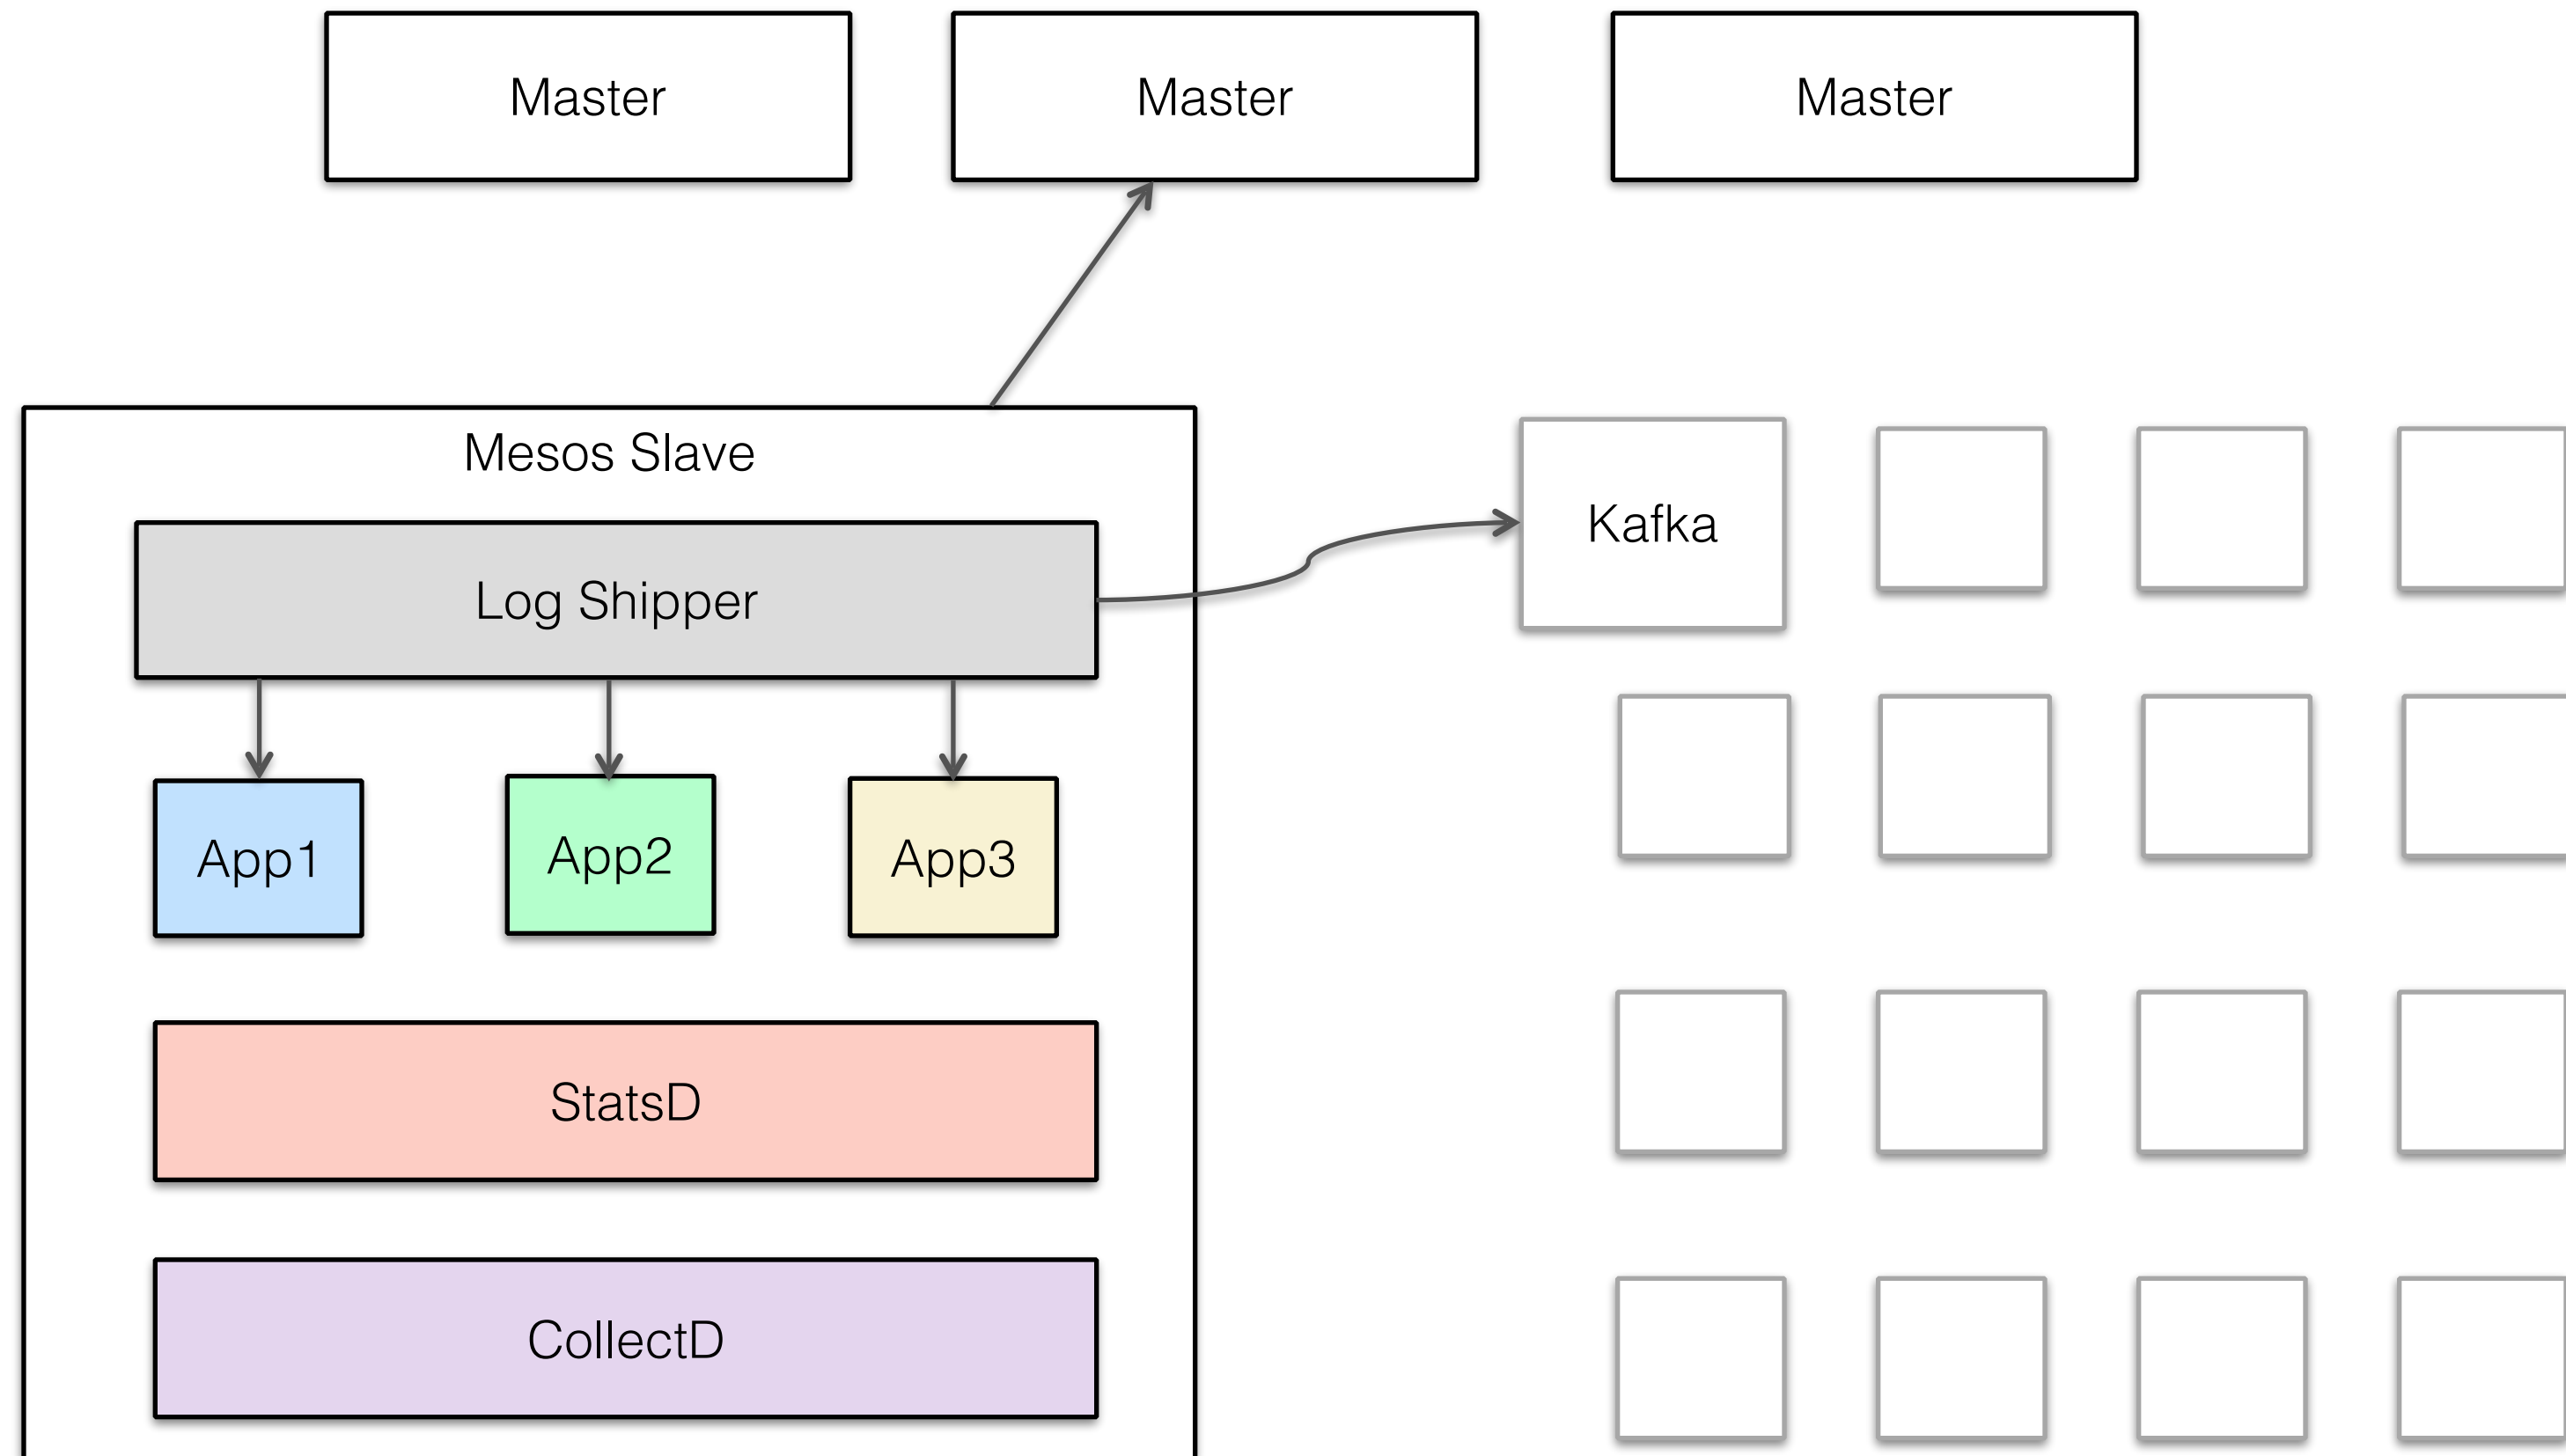 Master
Master
Master
Mesos Slave
Log Shipper
Kafka
App1
App2
App3
StatsD
CollectD